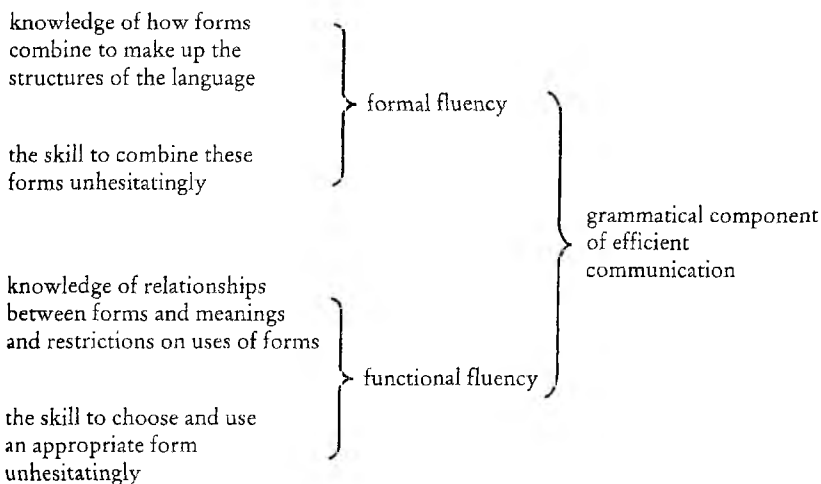 knowledge of how forms
combine to make up the
structures of the language
formal fluency
the skill to combine these
forms unhesitatingly
grammatical component
of efficient
communication
knowledge of relationships
between forms and meanings
and restrictions on uses of forms
functional fluency
the skill to choose and use
an appropriate form
unhesitatingly